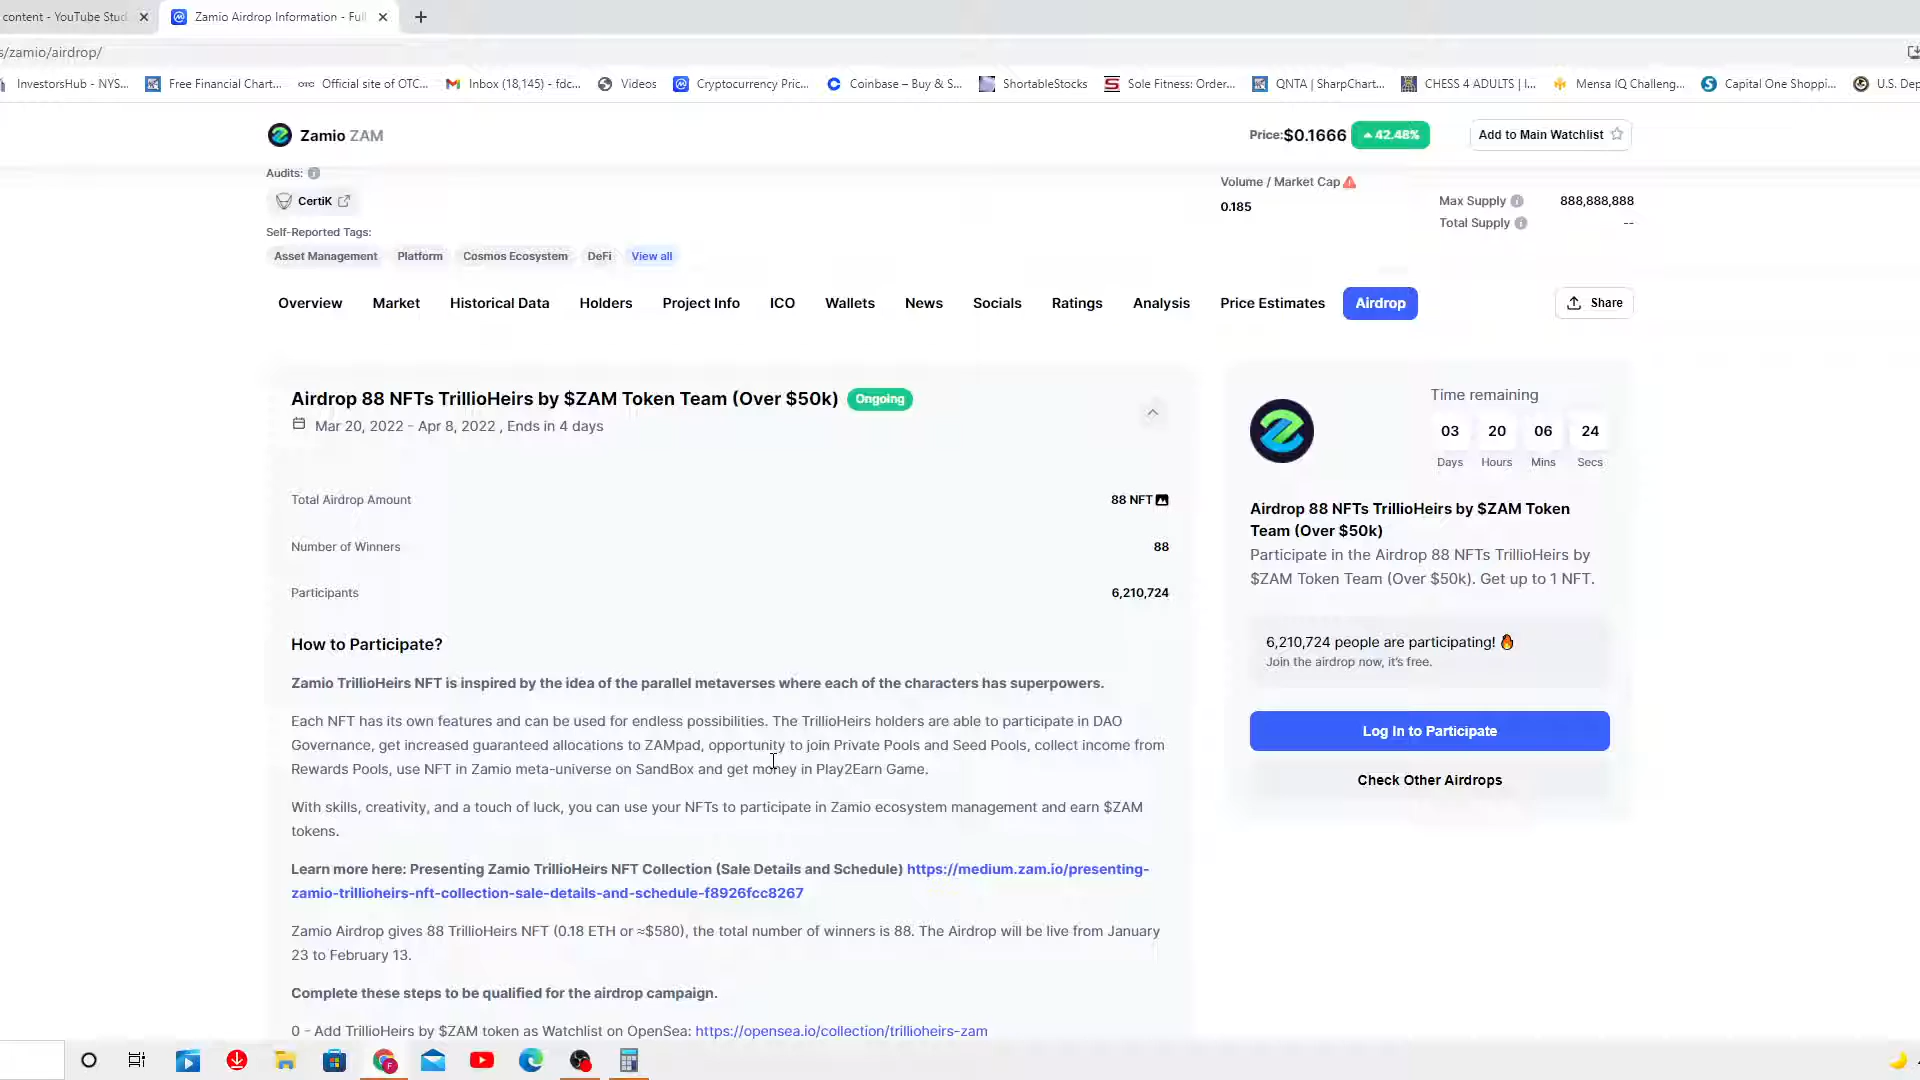 content - YouTube Stud
Zamio Airdrop Information - Full
s/zamio/airdrop/
InvestorsHub - NYS...
Free Financial Chart...
OTC Official site of OTC...
Inbox (18,145) - fdc...
Videos
Cryptocurrency Pric...
Coinbase – Buy & S...
ShortableStocks
Sole Fitness: Order...
QNTA | SharpChart...
CHESS 4 ADULTS | I...
Mensa IQ Challeng...
Capital One Shoppi...
U.S. Dep
Zamio ZAM
Price:$0.1666 42.48%
Add to Main Watchlist
Audits:
CertiK
Self-Reported Tags:
Asset Management Platform Cosmos Ecosystem DeFi View all
Volume / Market Cap
0.185
Max Supply 888,888,888
Total Supply --
Overview Market Historical Data Holders Project Info ICO Wallets News Socials Ratings Analysis Price Estimates Airdrop Share
Airdrop 88 NFTs TrillioHeirs by $ZAM Token Team (Over $50k) Ongoing
Mar 20, 2022 - Apr 8, 2022 , Ends in 4 days
Total Airdrop Amount 88 NFT
Number of Winners 88
Participants 6,210,724
How to Participate?
Zamio TrillioHeirs NFT is inspired by the idea of the parallel metaverses where each of the characters has superpowers.
Each NFT has its own features and can be used for endless possibilities. The TrillioHeirs holders are able to participate in DAO
Governance, get increased guaranteed allocations to ZAMpad, opportunity to join Private Pools and Seed Pools, collect income from
Rewards Pools, use NFT in Zamio meta-universe on SandBox and get money in Play2Earn Game.
With skills, creativity, and a touch of luck, you can use your NFTs to participate in Zamio ecosystem management and earn $ZAM
tokens.
Learn more here: Presenting Zamio TrillioHeirs NFT Collection (Sale Details and Schedule) https://medium.zam.io/presenting-
zamio-trillioheirs-nft-collection-sale-details-and-schedule-f8926fcc8267
Zamio Airdrop gives 88 TrillioHeirs NFT (0.18 ETH or ≈$580), the total number of winners is 88. The Airdrop will be live from January
23 to February 13.
Complete these steps to be qualified for the airdrop campaign.
0 - Add TrillioHeirs by $ZAM token as Watchlist on OpenSea: https://opensea.io/collection/trillioheirs-zam
Time remaining
03 20 06 24
Days Hours Mins Secs
Airdrop 88 NFTs TrillioHeirs by $ZAM Token
Team (Over $50k)
Participate in the Airdrop 88 NFTs TrillioHeirs by
$ZAM Token Team (Over $50k). Get up to 1 NFT.
6,210,724 people are participating! 🔥
Join the airdrop now, it's free.
Log In to Participate
Check Other Airdrops